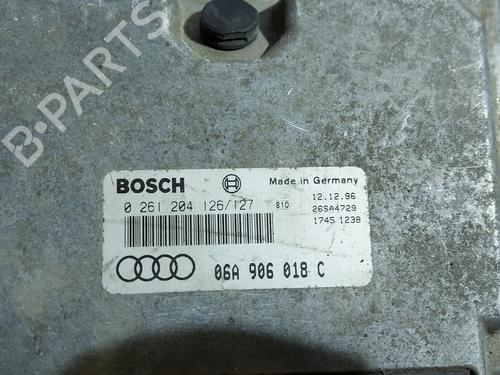 B-PARTS
BOSCH Made in Germany
0 261 204 126/127 810 12.12.96
26SA4729
1745 1238
06A 906 018 C